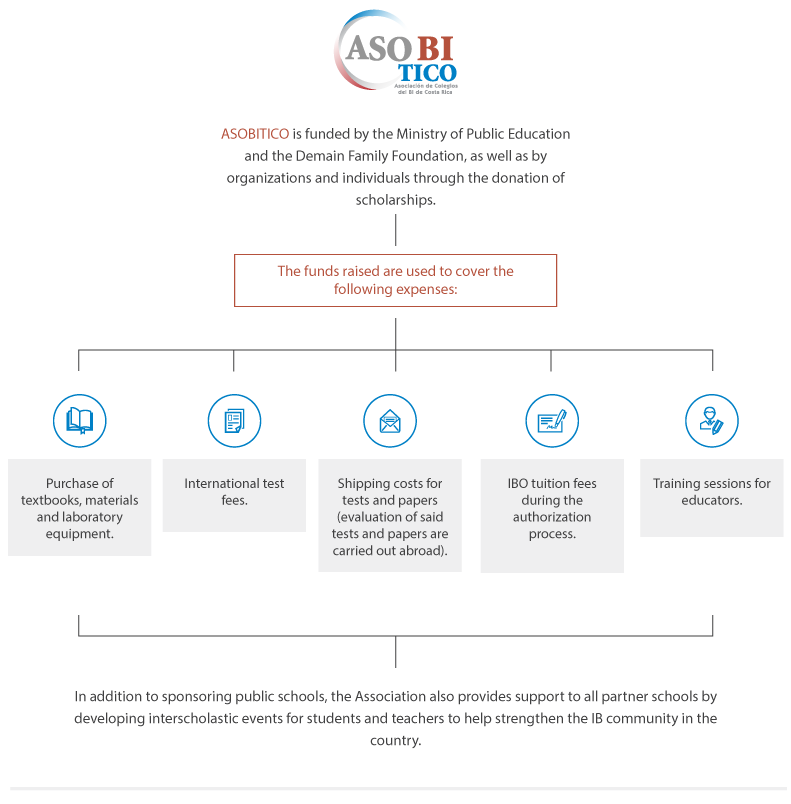 ASOBI
TICO
Asociación de Colegios
del BI de Costa Rica
ASOBITICO is funded by the Ministry of Public Education
and the Demain Family Foundation, as well as by
organizations and individuals through the donation of
scholarships.
The funds raised are used to cover the
following expenses:
Purchase of
textbooks, materials
and laboratory
equipment.
International test
fees.
Shipping costs for
tests and papers
(evaluation of said
tests and papers are
carried out abroad).
IBO tuition fees
during the
authorization
process.
Training sessions for
educators.
In addition to sponsoring public schools, the Association also provides support to all partner schools by
developing interscholastic events for students and teachers to help strengthen the IB community in the
country.